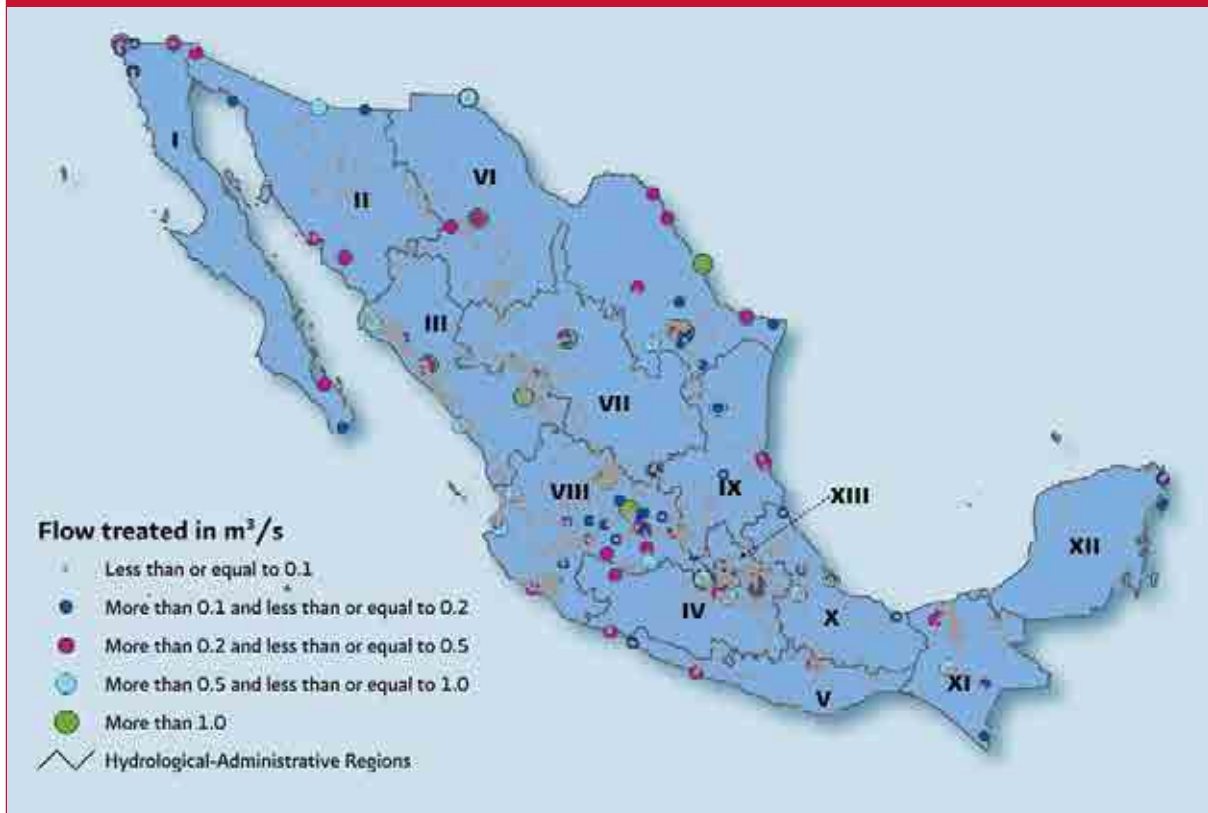 I
II
VI
III
VII
VIII
IX
XIII
XII
IV
X
V
XI
Flow treated in m³/s
Less than or equal to 0.1
More than 0.1 and less than or equal to 0.2
More than 0.2 and less than or equal to 0.5
More than 0.5 and less than or equal to 1.0
More than 1.0
Hydrological-Administrative Regions